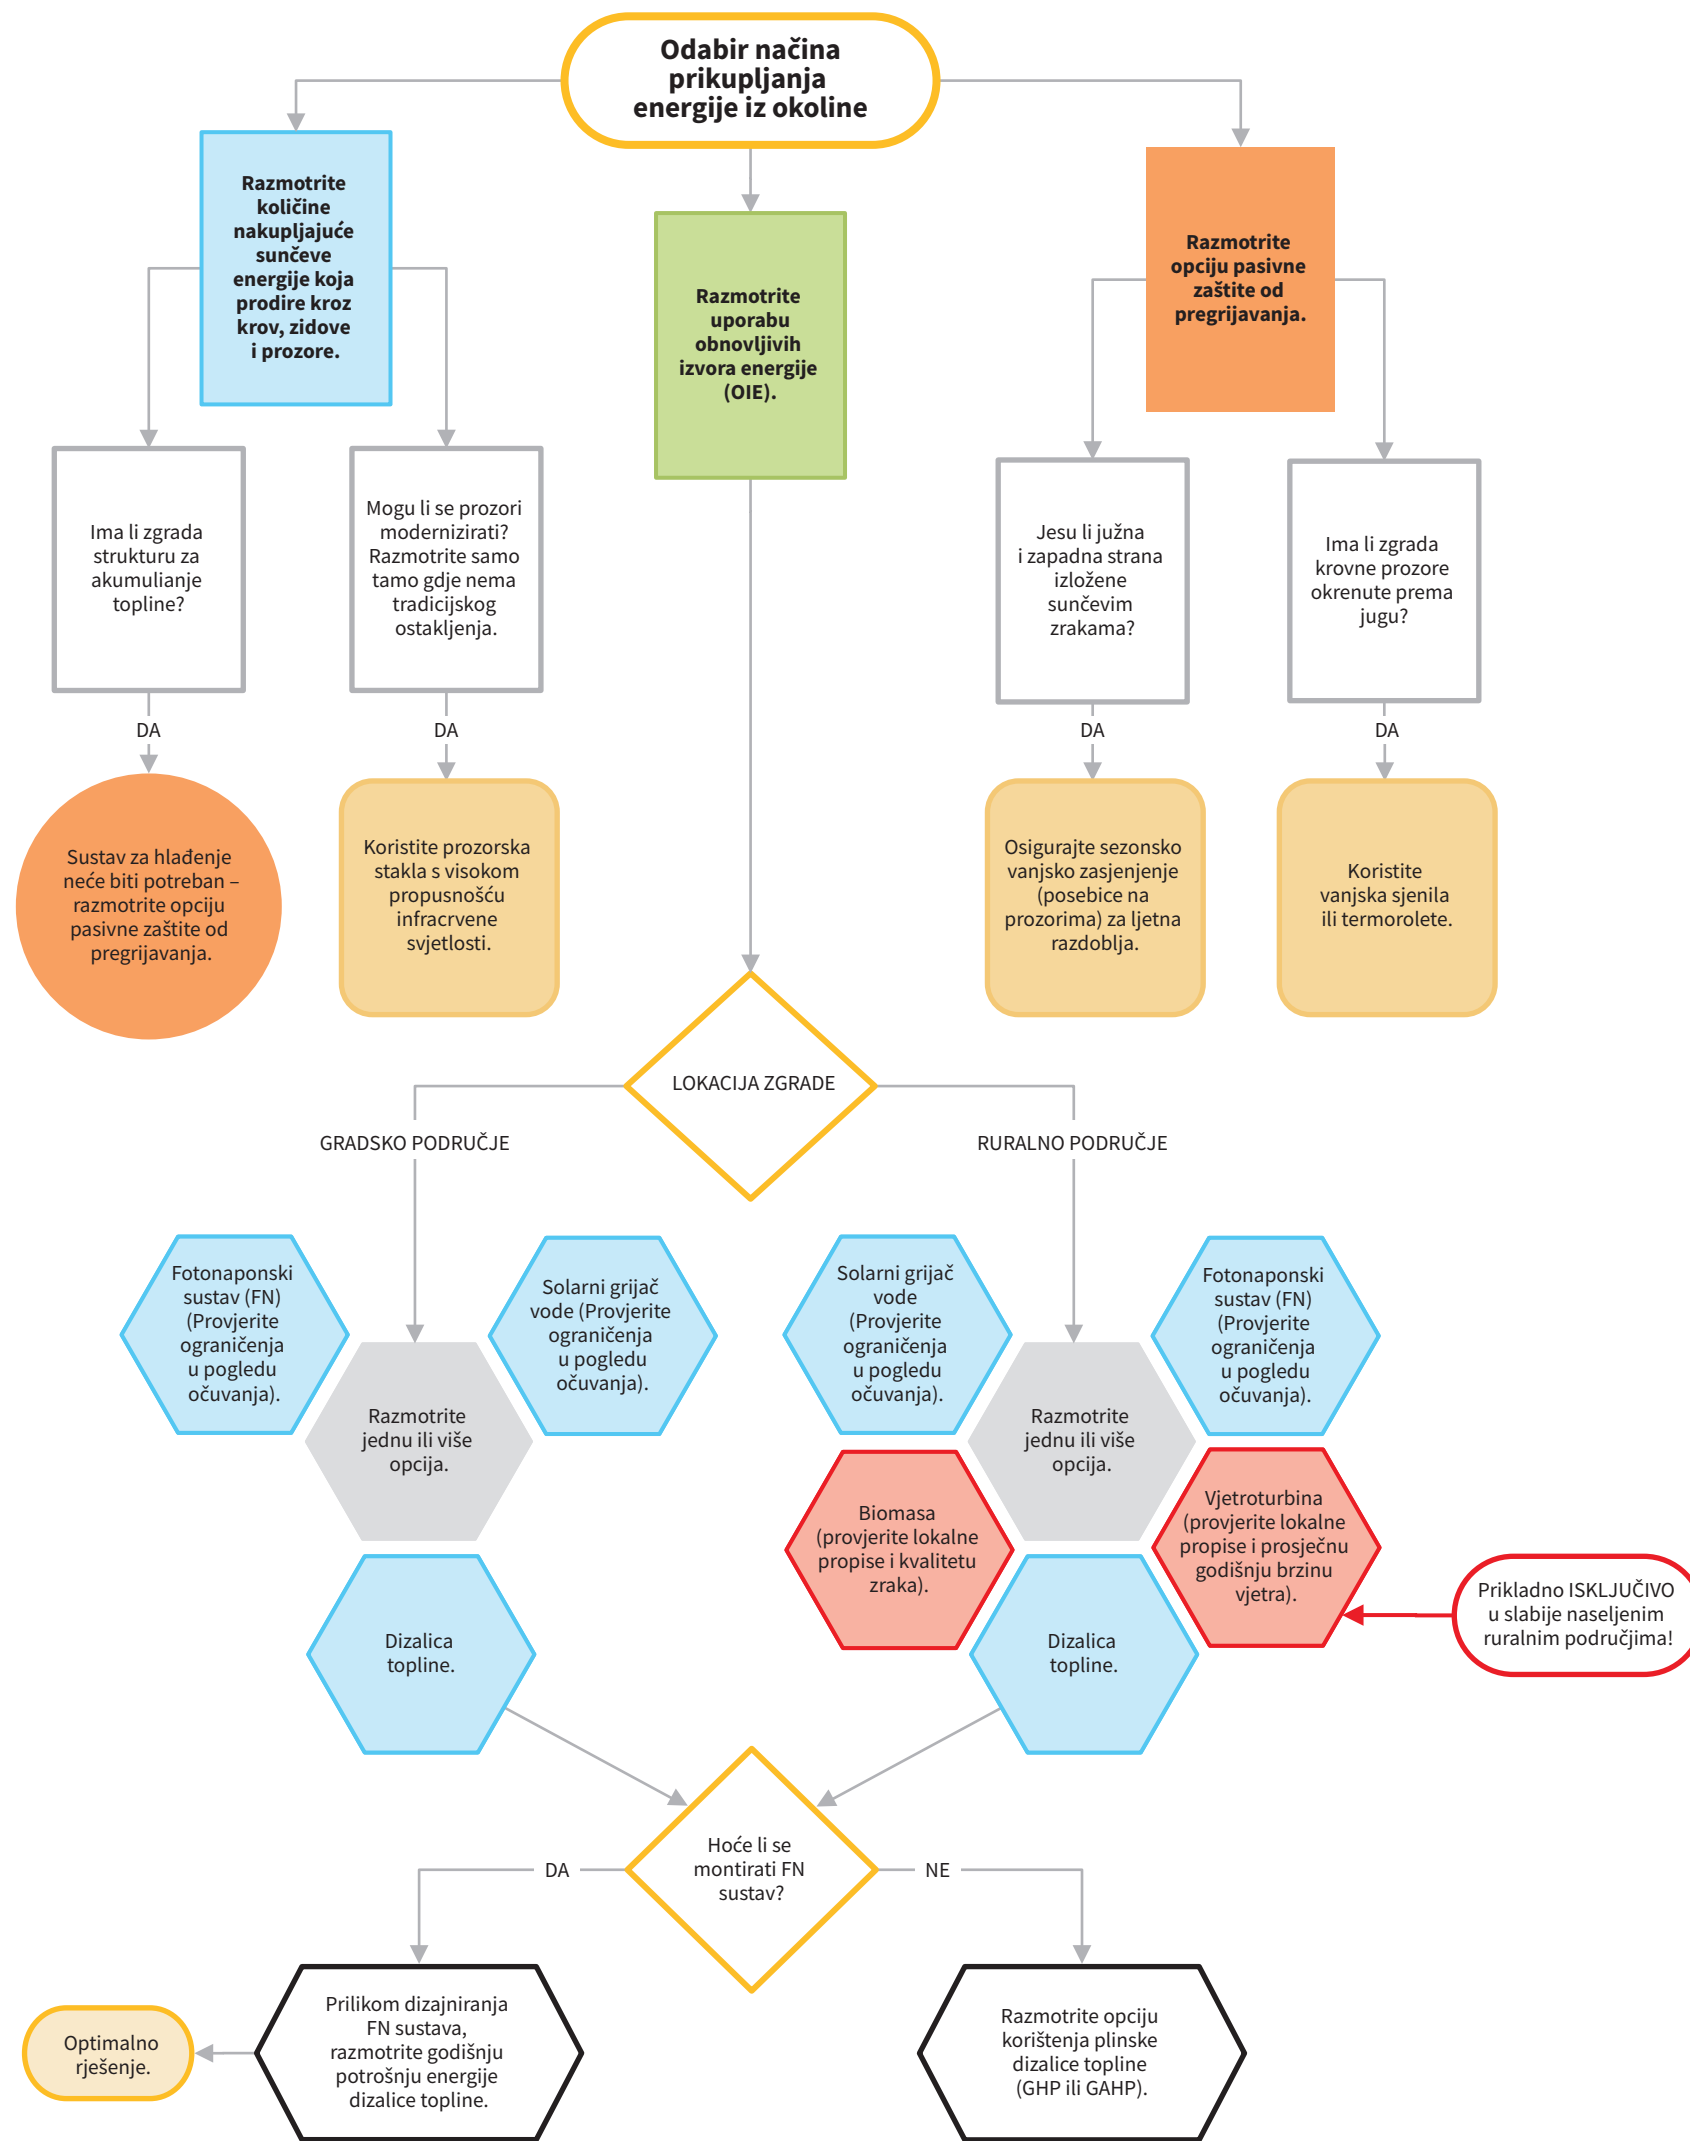 Odabir načina
prikupljanja
energije iz okoline
Razmotrite
količine
nakupljajuće
sunčeve
energije koja
prodire kroz
krov, zidove
i prozore.
Razmotrite
uporabu
obnovljivih
izvora energije
(OIE).
Razmotrite
opciju pasivne
zaštite od
pregrijavanja.
Ima li zgrada
strukturu za
akumulianje
topline?
Mogu li se prozori
modernizirati?
Razmotrite samo
tamo gdje nema
tradicijskog
ostakljenja.
Jesu li južna
i zapadna strana
izložene
sunčevim
zrakama?
Ima li zgrada
krovne prozore
okrenute prema
jugu?
DA
DA
DA
DA
Sustav za hlađenje
neće biti potreban –
razmotrite opciju
pasivne zaštite od
pregrijavanja.
Koristite prozorska
stakla s visokom
propusnošću
infracrvene
svjetlosti.
Osigurajte sezonsko
vanjsko zasjenjenje
(posebice na
prozorima) za ljetna
razdoblja.
Koristite
vanjska sjenila
ili termorolete.
LOKACIJA ZGRADE
GRADSKO PODRUČJE
RURALNO PODRUČJE
Fotonaponski
sustav (FN)
(Provjerite
ograničenja
u pogledu
očuvanja).
Solarni grijač
vode (Provjerite
ograničenja
u pogledu
očuvanja).
Razmotrite
jednu ili više
opcija.
Dizalica
topline.
Solarni grijač
vode
(Provjerite
ograničenja
u pogledu
očuvanja).
Fotonaponski
sustav (FN)
(Provjerite
ograničenja
u pogledu
očuvanja).
Razmotrite
jednu ili više
opcija.
Biomasa
(provjerite lokalne
propise i kvalitetu
zraka).
Vjetroturbina
(provjerite lokalne
propise i prosječnu
godišnju brzinu
vjetra).
Dizalica
topline.
Prikladno ISKLJUČIVO
u slabije naseljenim
ruralnim područjima!
Hoće li se
montirati FN
sustav?
DA
NE
Optimalno
rješenje.
Prilikom dizajniranja
FN sustava,
razmotrite godišnju
potrošnju energije
dizalice topline.
Razmotrite opciju
korištenja plinske
dizalice topline
(GHP ili GAHP).